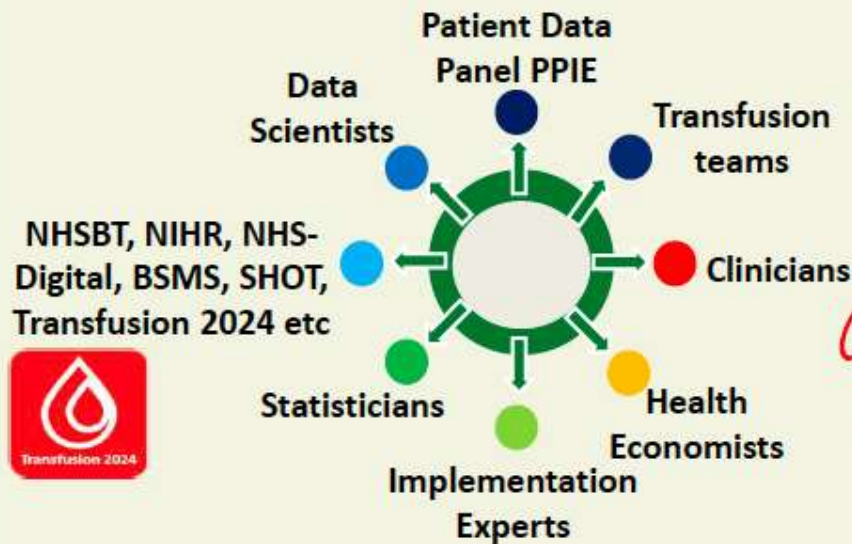 Patient Data
Panel PPIE
Data
Scientists
Transfusion
teams
NHSBT, NIHR, NHS-
Digital, BSMS, SHOT,
Transfusion 2024 etc
Clinicians
Transfusion 2024
Statisticians
Health
Economists
Implementation
Experts